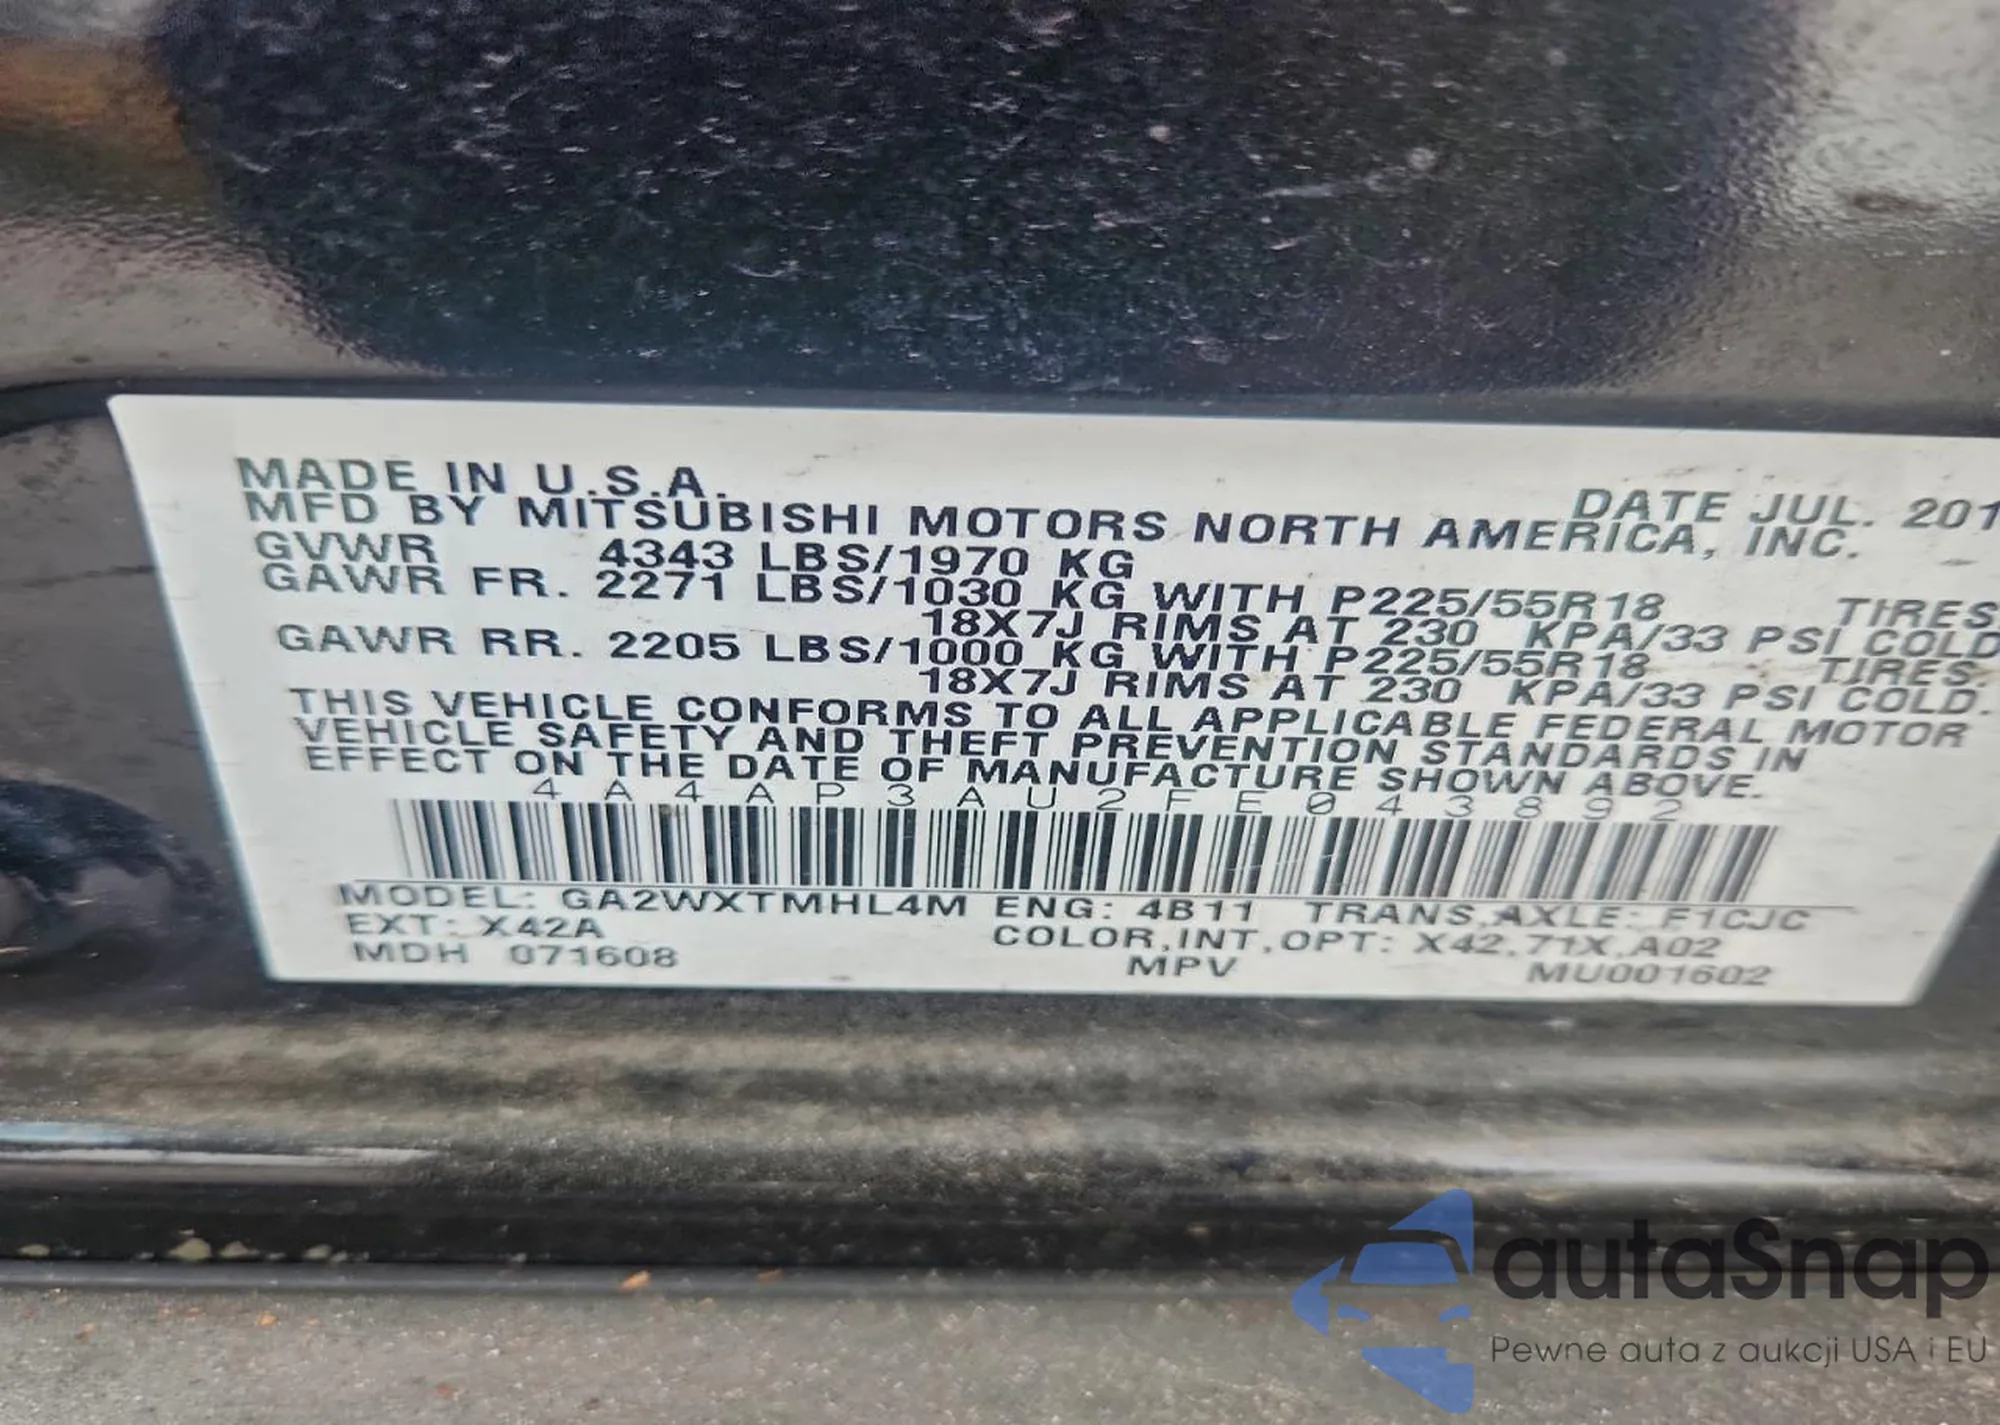 MADE IN U.S.A.
DATE JUL. 201
MFD BY MITSUBISHI MOTORS NORTH AMERICA, INC.
GVWR 4343 LBS/1970 KG
GAWR FR. 2271 LBS/1030 KG WITH P225/55R18 TIRES
18X7J RIMS AT 230 KPA/33 PSI COLD
GAWR RR. 2205 LBS/1000 KG WITH P225/55R18 TIRES.
18X7J RIMS AT 230 KPA/33 PSI COLD.
THIS VEHICLE CONFORMS TO ALL APPLICABLE FEDERAL MOTOR
VEHICLE SAFETY AND THEFT PREVENTION STANDARDS IN
EFFECT ON THE DATE OF MANUFACTURE SHOWN ABOVE.
4A4AP3AU2FE043892
MODEL: GA2WXTMHL4M ENG: 4B11 TRANS,AXLE: F1CJC
EXT: X42A COLOR,INT,OPT: X42,71X,A02
MDH 071608 MPV MU001602
autaSnap
Pewne auta z aukcji USA i EU